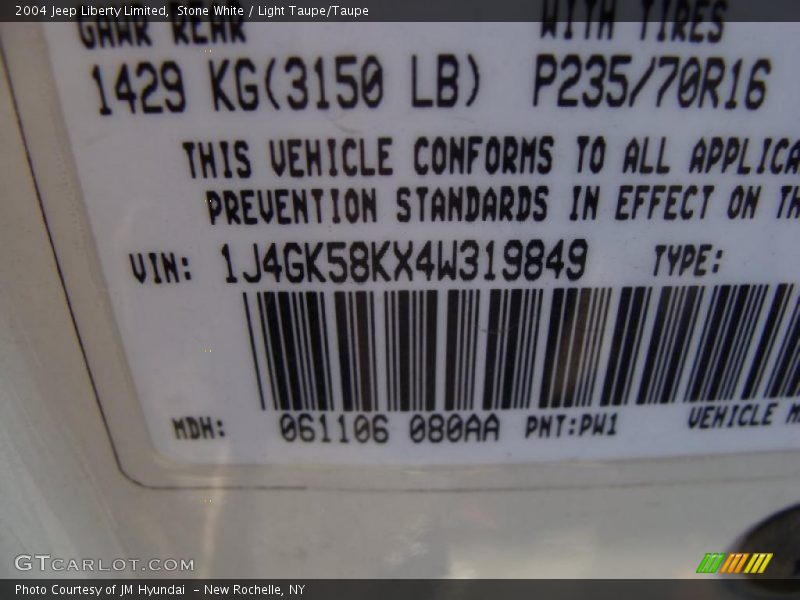 2004 Jeep Liberty Limited, Stone White / Light Taupe/Taupe
GAWR REAR WITH TIRES
1429 KG(3150 LB) P235/70R16
THIS VEHICLE CONFORMS TO ALL APPLICA
PREVENTION STANDARDS IN EFFECT ON TH
VIN: 1J4GK58KX4W319849 TYPE:
MDH: 061106 080AA PNT:PW1 VEHICLE M
GTCARLOT.COM
Photo Courtesy of JM Hyundai - New Rochelle, NY